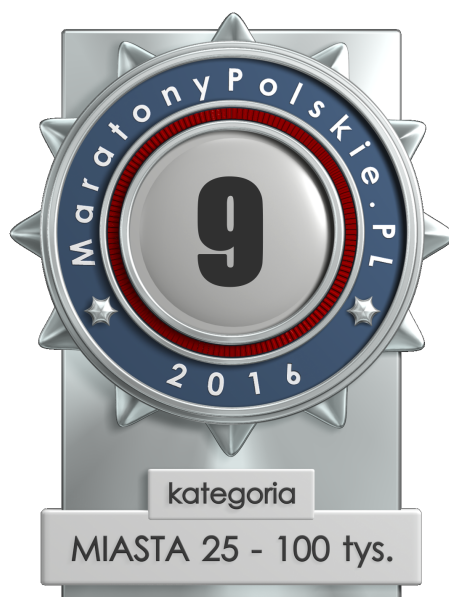 MaratonyPolskie.PL
9
2016
kategoria
MIASTA 25 - 100 tys.